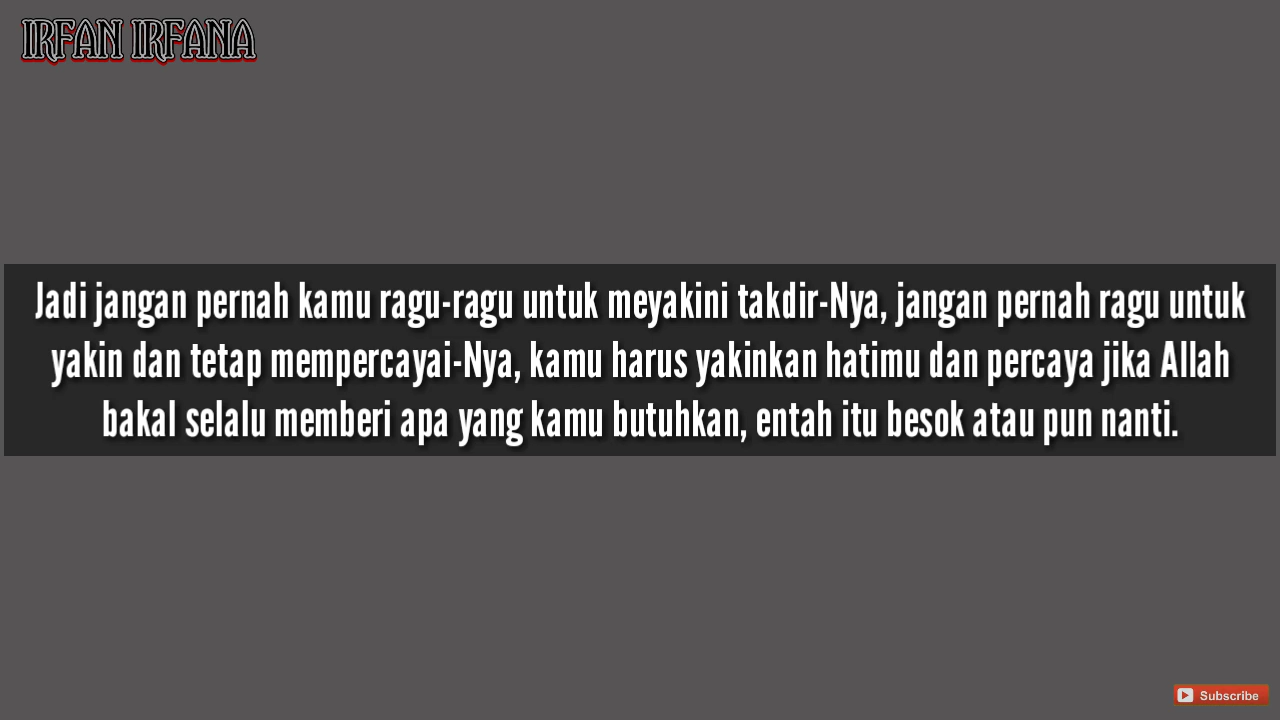 IRFAN IRFANA
Jadi jangan pernah kamu ragu-ragu untuk meyakini takdir-Nya, jangan pernah ragu untuk
yakin dan tetap mempercayai-Nya, kamu harus yakinkan hatimu dan percaya jika Allah
bakal selalu memberi apa yang kamu butuhkan, entah itu besok atau pun nanti.
Subscribe